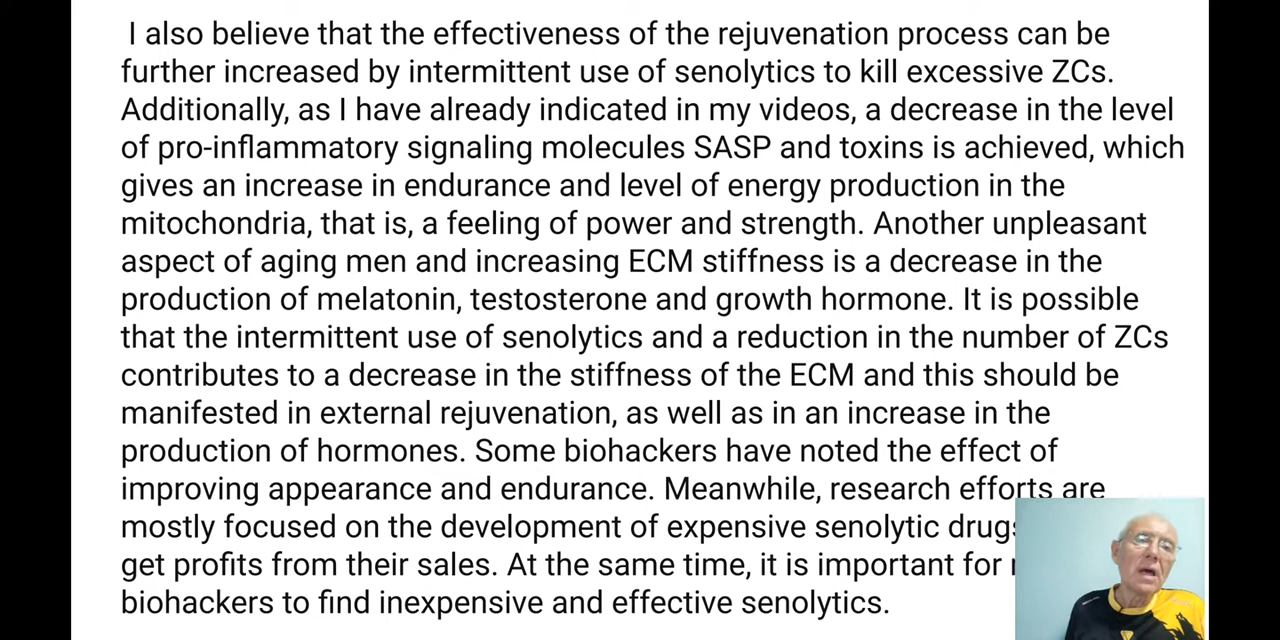 I also believe that the effectiveness of the rejuvenation process can be
further increased by intermittent use of senolytics to kill excessive ZCs.
Additionally, as I have already indicated in my videos, a decrease in the level
of pro-inflammatory signaling molecules SASP and toxins is achieved, which
gives an increase in endurance and level of energy production in the
mitochondria, that is, a feeling of power and strength. Another unpleasant
aspect of aging men and increasing ECM stiffness is a decrease in the
production of melatonin, testosterone and growth hormone. It is possible
that the intermittent use of senolytics and a reduction in the number of ZCs
contributes to a decrease in the stiffness of the ECM and this should be
manifested in external rejuvenation, as well as in an increase in the
production of hormones. Some biohackers have noted the effect of
improving appearance and endurance. Meanwhile, research efforts are
mostly focused on the development of expensive senolytic drugs
get profits from their sales. At the same time, it is important for
biohackers to find inexpensive and effective senolytics.